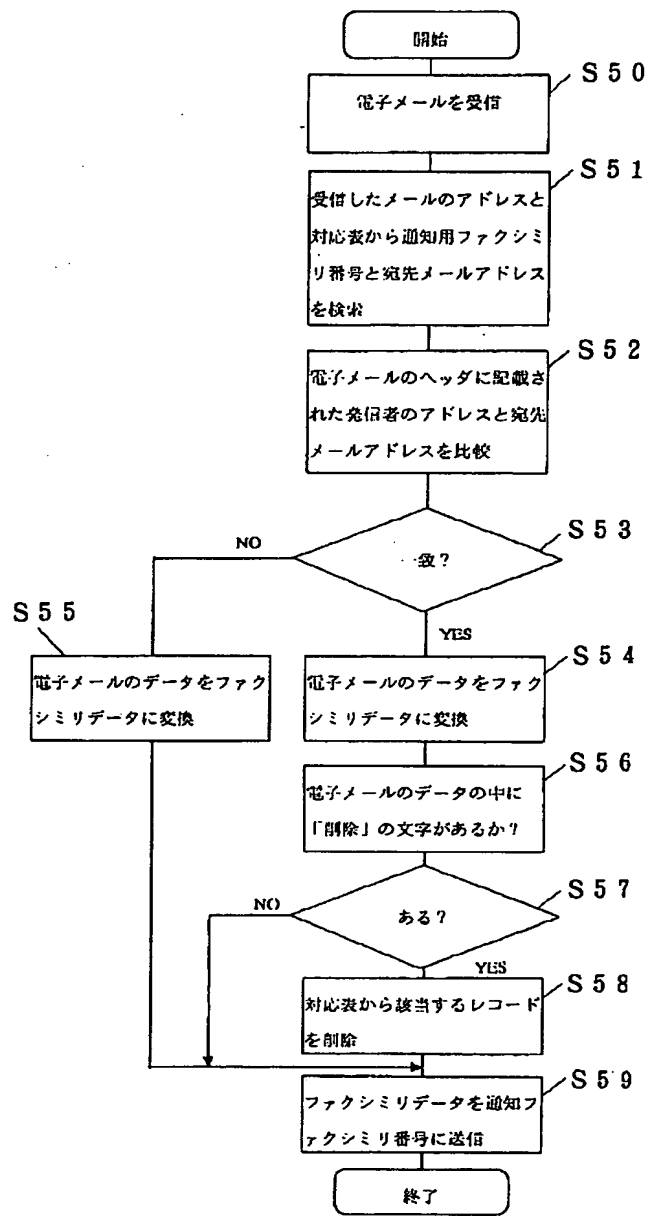 開始
S50
電子メールを受信
S51
受信したメールのアドレスと
対応表から通知用ファクシミ
リ番号と宛先メールアドレス
を検索
S52
電子メールのヘッダに記載さ
れた発信者のアドレスと宛先
メールアドレスを比較
S53
一致?
NO
YES
S55
電子メールのデータをファク
シミリデータに変換
S54
電子メールのデータをファク
シミリデータに変換
S56
電子メールのデータの中に
「削除」の文字があるか?
S57
ある?
NO
YES
S58
対応表から該当するレコード
を削除
S59
ファクシミリデータを通知フ
ァクシミリ番号に送信
終了